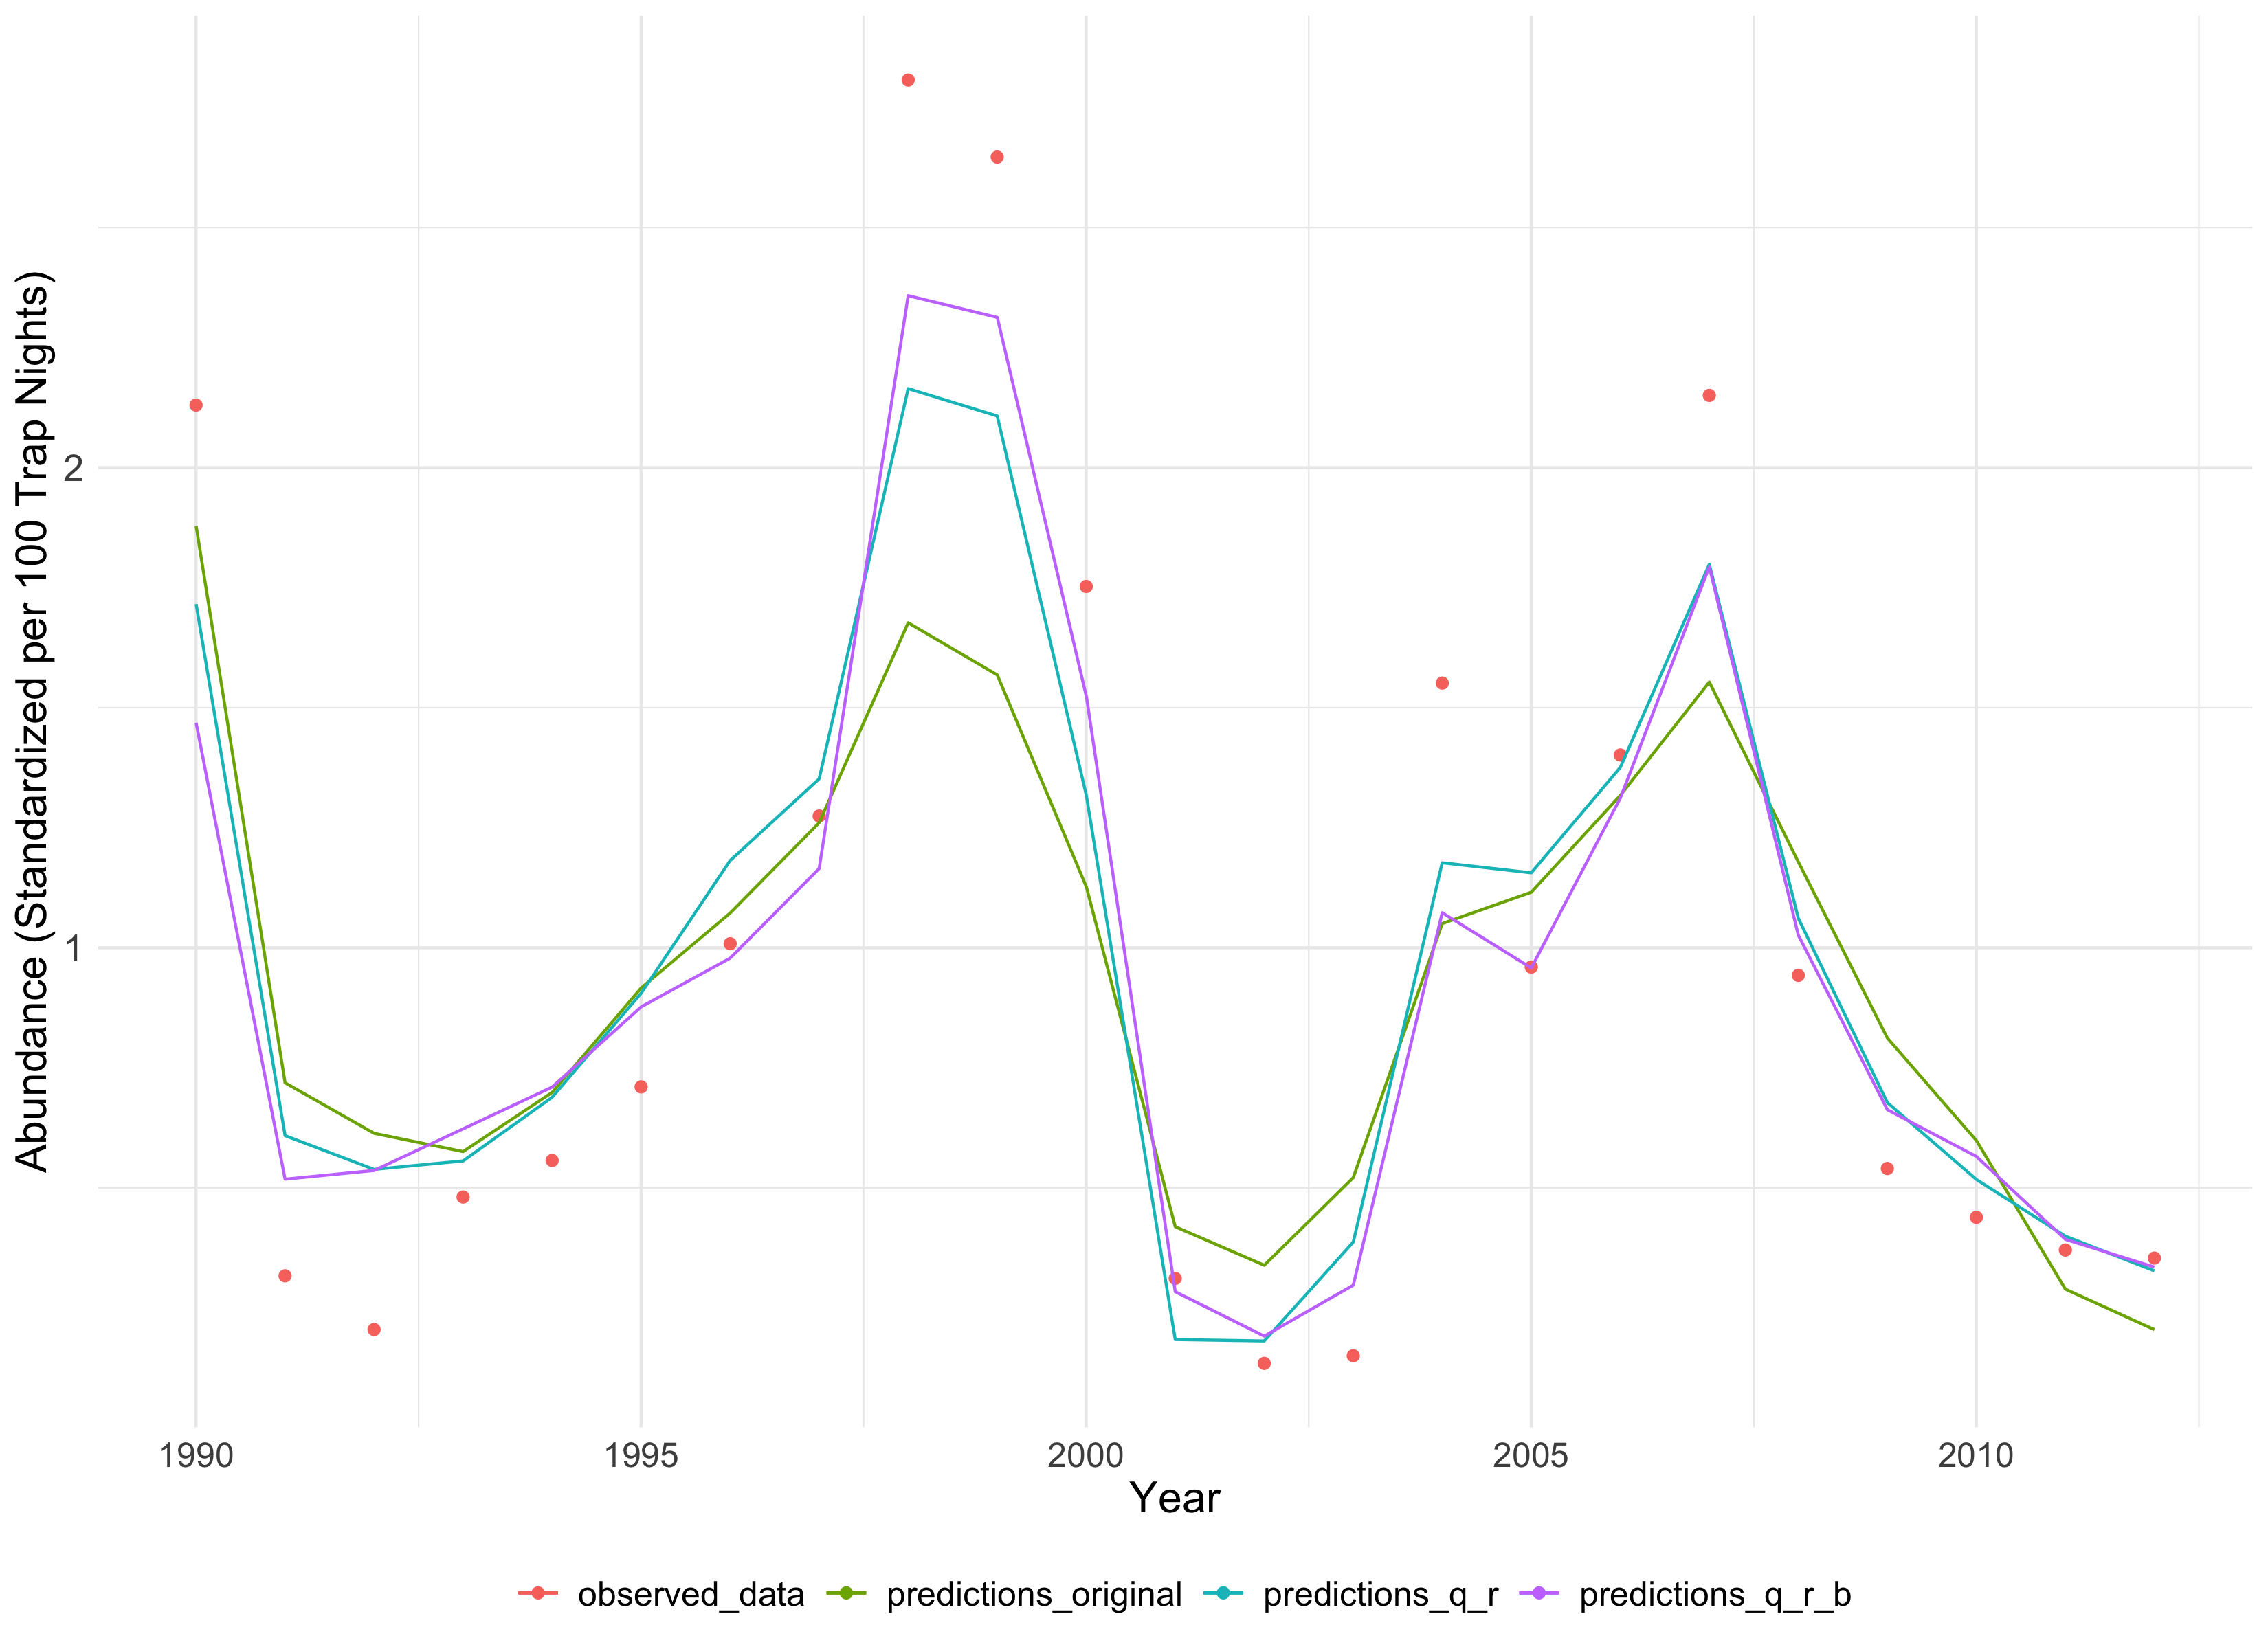 Abundance (Standardized per 100 Trap Nights)
2
1
1990 1995 2000 2005 2010
Year
observed_data predictions_original predictions_q_r predictions_q_r_b